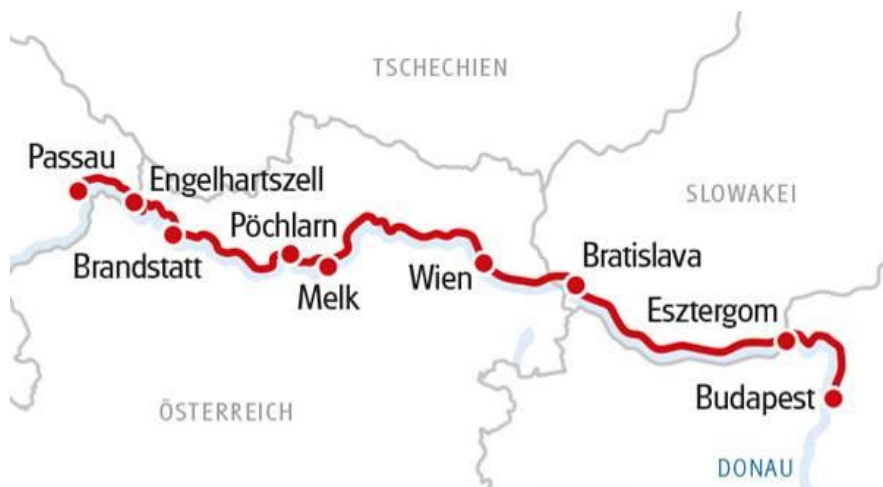 TSCHECHIEN
Passau
Engelhartszell
SLOWAKEI
Pöchlarn
Brandstatt
Bratislava
Wien
Melk
Esztergom
Budapest
ÖSTERREICH
DONAU